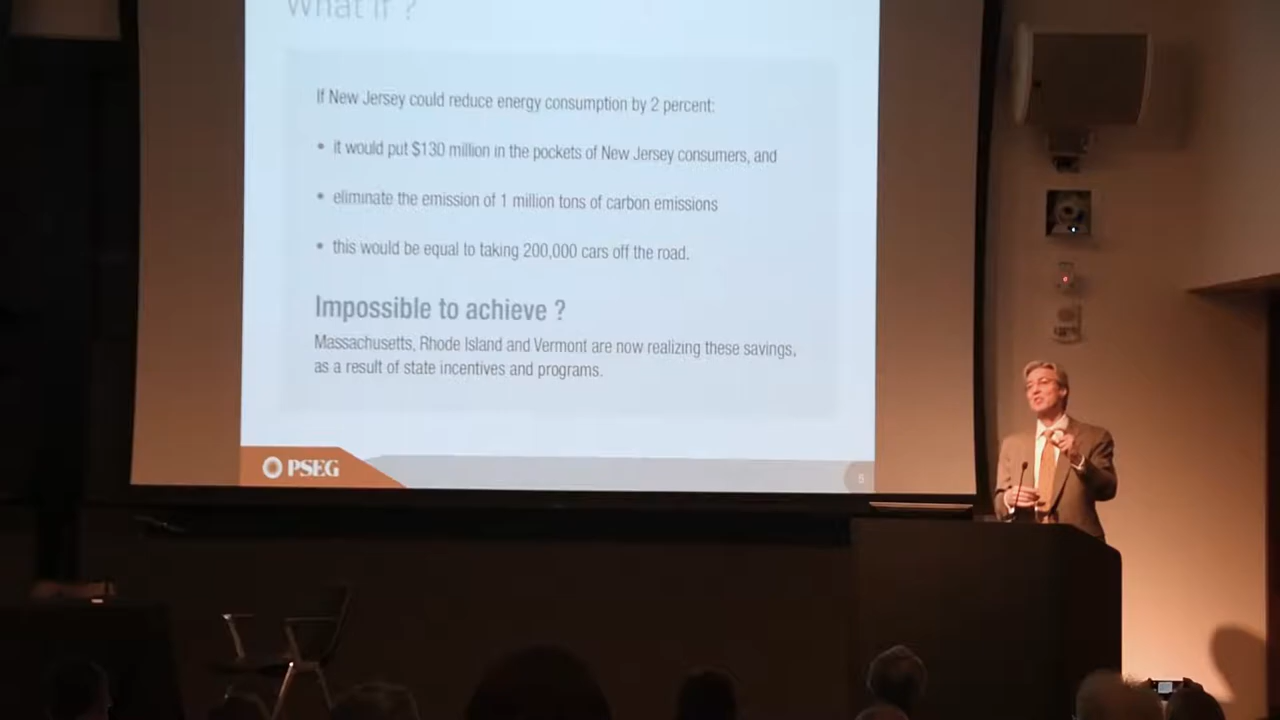 What if ?
If New Jersey could reduce energy consumption by 2 percent:
• it would put $130 million in the pockets of New Jersey consumers, and
• eliminate the emission of 1 million tons of carbon emissions
• this would be equal to taking 200,000 cars off the road.
Impossible to achieve ?
Massachusetts, Rhode Island and Vermont are now realizing these savings,
as a result of state incentives and programs.
PSEG
5